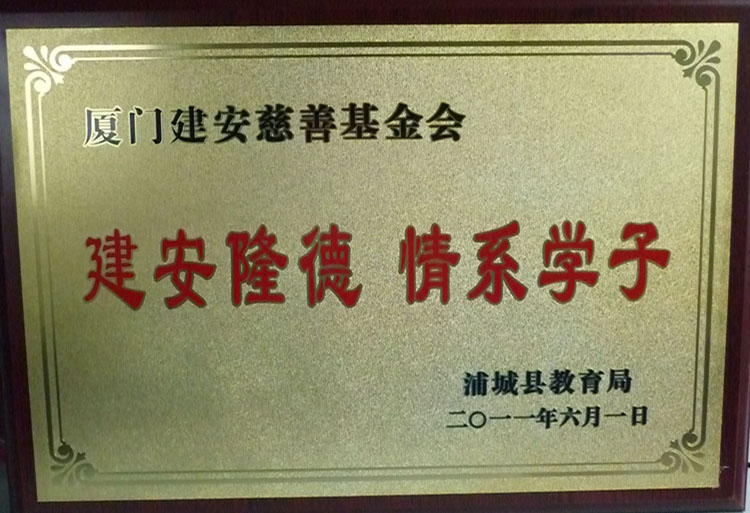 厦门建安慈善基金会
建安隆德 情系学子
浦城县教育局
二〇一一年六月一日